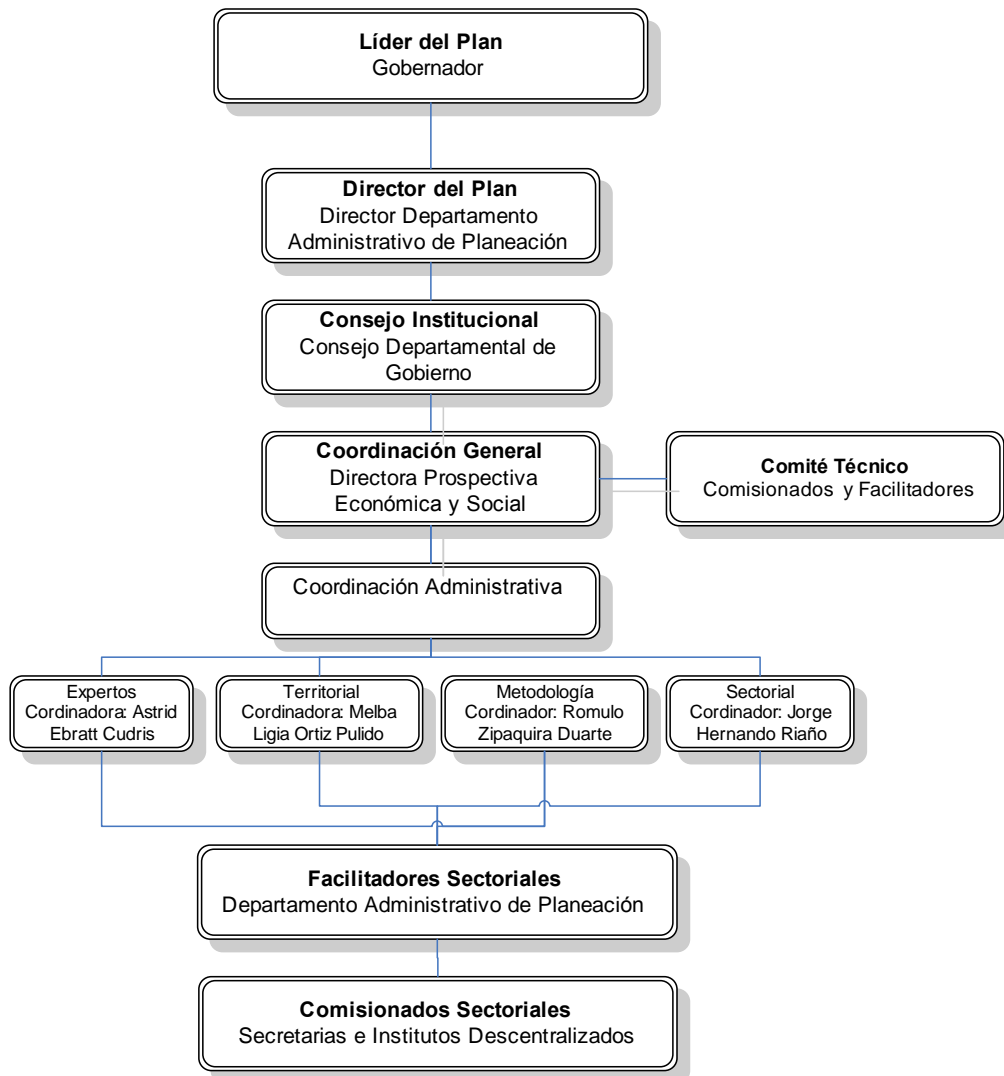 Líder del Plan
Gobernador
Director del Plan
Director Departamento
Administrativo de Planeación
Consejo Institucional
Consejo Departamental de
Gobierno
Coordinación General
Directora Prospectiva
Económica y Social
Comité Técnico
Comisionados y Facilitadores
Coordinación Administrativa
Expertos
Cordinadora: Astrid
Ebratt Cudris
Territorial
Cordinadora: Melba
Ligia Ortiz Pulido
Metodología
Cordinador: Romulo
Zipaquira Duarte
Sectorial
Cordinador: Jorge
Hernando Riaño
Facilitadores Sectoriales
Departamento Administrativo de Planeación
Comisionados Sectoriales
Secretarias e Institutos Descentralizados